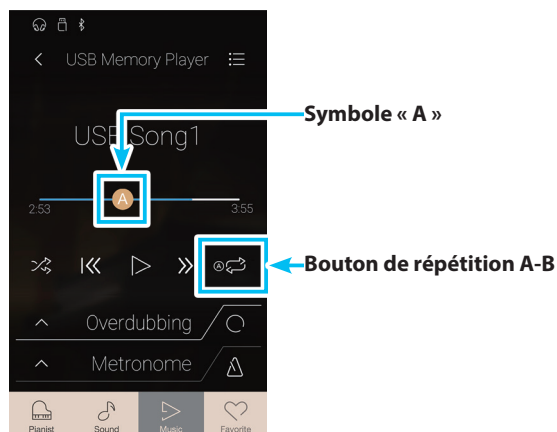 USB Memory Player
Symbole « A »
USB Song1
A
2:53
3:55
A
Bouton de répétition A-B
Overdubbing
Metronome
Pianist
Sound
Music
Favorite